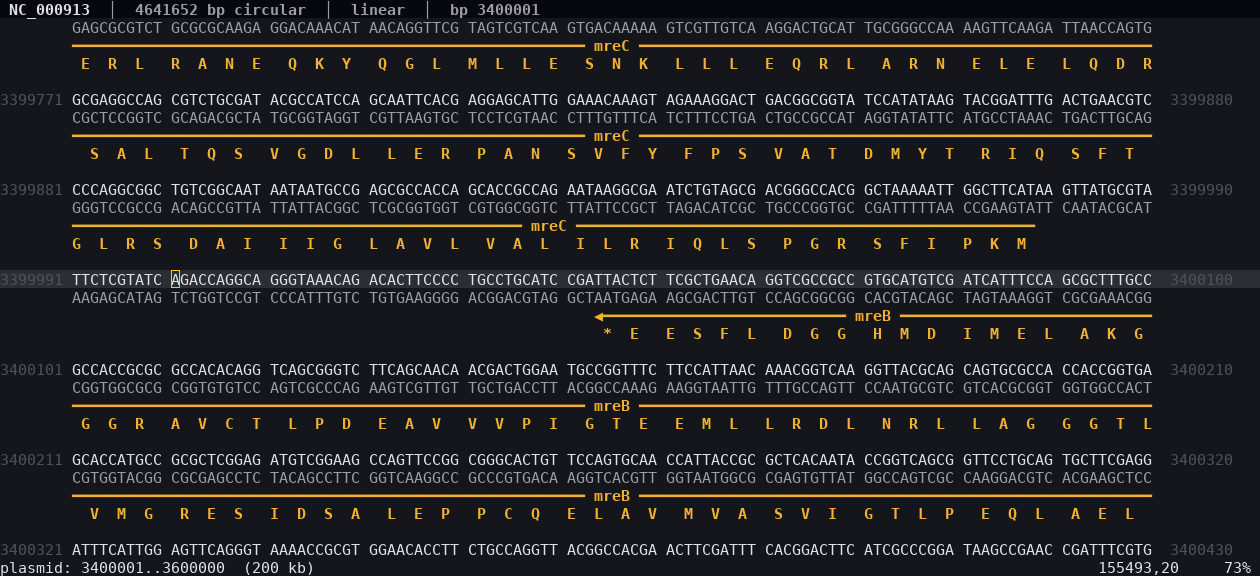 NC_000913 │ 4641652 bp circular │ linear │ bp 3400001
GAGCGCGTCT GCGCGCAAGA GGACAAACAT AACAGGTTCG TAGTCGTCAA GTGACAAAAA GTCGTTGTCA AGGACTGCAT TGCGGGCCAA AAGTTCAAGA TTAACCAGTG
mreC
E R L R A N E Q K Y Q G L M L L E S N K L L L E Q R L A R N E L E L Q D R
3399771 GCGAGGCCAG CGTCTGCGAT ACGCCATCCA GCAATTCACG AGGAGCATTG GAAACAAAGT AGAAAGGACT GACGGCGGTA TCCATATAAG TACGGATTTG ACTGAACGTC 3399880
CGCTCCGGTC GCAGACGCTA TGCGGTAGGT CGTTAAGTGC TCCTCGTAAC CTTTGTTTCA TCTTTCCTGA CTGCCGCCAT AGGTATATTC ATGCCTAAAC TGACTTGCAG
mreC
S A L T Q S V G D L L E R P A N S V F Y F P S V A T D M Y T R I Q S F T
3399881 CCCAGGCGGC TGTCGGCAAT AATAATGCCG AGCGCCACCA GCACCGCCAG AATAAGGCGA ATCTGTAGCG ACGGGCCACG GCTAAAAATT GGCTTCATAA GTTATGCGTA 3399990
GGGTCCGCCG ACAGCCGTTA TTATTACGGC TCGCGGTGGT CGTGGCGGTC TTATTCCGCT TAGACATCGC TGCCCGGTGC CGATTTTTAA CCGAAGTATT CAATACGCAT
mreC
G L R S D A I I I G L A V L V A L I L R I Q L S P G R S F I P K M
3399991 TTCTCGTATC AGACCAGGCA GGGTAAACAG ACACTTCCCC TGCCTGCATC CGATTACTCT TCGCTGAACA GGTCGCCGCC GTGCATGTCG ATCATTTCCA GCGCTTTGCC 3400100
AAGAGCATAG TCTGGTCCGT CCCATTTGTC TGTGAAGGGG ACGGACGTAG GCTAATGAGA AGCGACTTGT CCAGCGGCGG CACGTACAGC TAGTAAAGGT CGCGAAACGG
mreB
* E E S F L D G G H M D I M E L A K G
3400101 GCCACCGCGC GCCACACAGG TCAGCGGGTC TTCAGCAACA ACGACTGGAA TGCCGGTTTC TTCCATTAAC AAACGGTCAA GGTTACGCAG CAGTGCGCCA CCACCGGTGA 3400210
CGGTGGCGCG CGGTGTGTCC AGTCGCCCAG AAGTCGTTGT TGCTGACCTT ACGGCCAAAG AAGGTAATTG TTTGCCAGTT CCAATGCGTC GTCACGCGGT GGTGGCCACT
mreB
G G R A V C T L P D E A V V V P I G T E E M L L R D L N R L L A G G G T L
3400211 GCACCATGCC GCGCTCGGAG ATGTCGGAAG CCAGTTCCGG CGGGCACTGT TCCAGTGCAA CCATTACCGC GCTCACAATA CCGGTCAGCG GTTCCTGCAG TGCTTCGAGG 3400320
CGTGGTACGG CGCGAGCCTC TACAGCCTTC GGTCAAGGCC GCCCGTGACA AGGTCACGTT GGTAATGGCG CGAGTGTTAT GGCCAGTCGC CAAGGACGTC ACGAAGCTCC
mreB
V M G R E S I D S A L E P P C Q E L A V M V A S V I G T L P E Q L A E L
3400321 ATTTCATTGG AGTTCAGGGT AAAACCGCGT GGAACACCTT CTGCCAGGTT ACGGCCACGA ACTTCGATTT CACGGACTTC ATCGCCCGGA TAAGCCGAAC CGATTTCGTG 3400430
plasmid: 3400001..3600000 (200 kb) 155493,20 73%